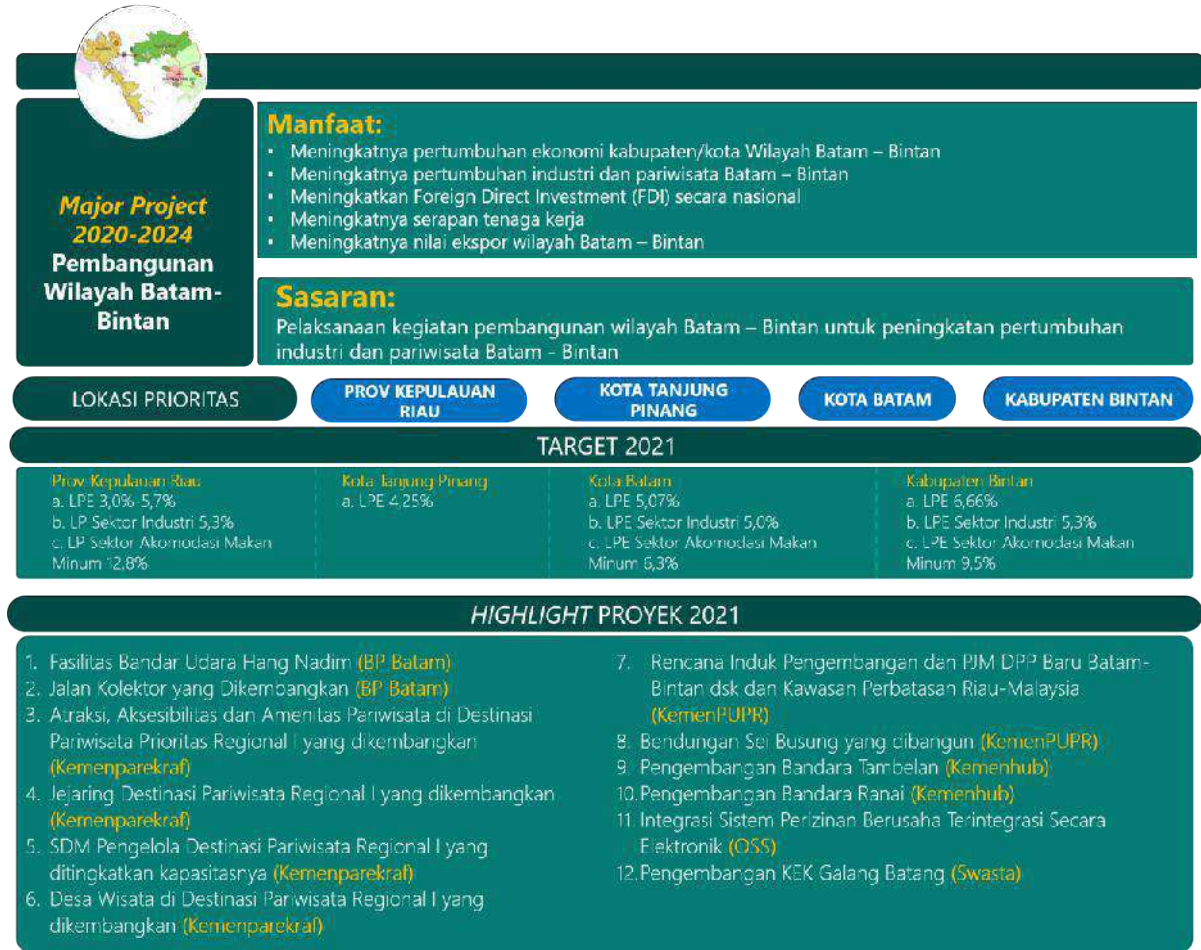 Manfaat:
• Meningkatnya pertumbuhan ekonomi kabupaten/kota Wilayah Batam – Bintan
• Meningkatnya pertumbuhan industri dan pariwisata Batam – Bintan
• Meningkatkan Foreign Direct Investment (FDI) secara nasional
• Meningkatnya serapan tenaga kerja
• Meningkatnya nilai ekspor wilayah Batam – Bintan
Major Project
2020-2024
Pembangunan
Wilayah Batam-
Bintan
Sasaran:
Pelaksanaan kegiatan pembangunan wilayah Batam – Bintan untuk peningkatan pertumbuhan
industri dan pariwisata Batam - Bintan
LOKASI PRIORITAS
PROV KEPULAUAN
RIAU
KOTA TANJUNG
PINANG
KOTA BATAM
KABUPATEN BINTAN
TARGET 2021
Prov Kepulauan Riau
a. LPE 3,0%-5,7%
b. LP Sektor Industri 5,3%
c. LP Sektor Akomodasi Makan
Minum 12,8%
Kota Tanjung Pinang
a. LPE 4,25%
Kota Batam
a. LPE 5,07%
b. LPE Sektor Industri 5,0%
c. LPE Sektor Akomodasi Makan
Minum 6,3%
Kabupaten Bintan
a. LPE 6,66%
b. LPE Sektor Industri 5,3%
c. LPE Sektor Akomodasi Makan
Minum 9,5%
HIGHLIGHT PROYEK 2021
1. Fasilitas Bandar Udara Hang Nadim (BP Batam)
2. Jalan Kolektor yang Dikembangkan (BP Batam)
3. Atraksi, Aksesibilitas dan Amenitas Pariwisata di Destinasi
Pariwisata Prioritas Regional I yang dikembangkan
(Kemenparekraf)
4. Jejaring Destinasi Pariwisata Regional I yang dikembangkan
(Kemenparekraf)
5. SDM Pengelola Destinasi Pariwisata Regional I yang
ditingkatkan kapasitasnya (Kemenparekraf)
6. Desa Wisata di Destinasi Pariwisata Regional I yang
dikembangkan (Kemenparekraf)
7. Rencana Induk Pengembangan dan PJM DPP Baru Batam-
Bintan dsk dan Kawasan Perbatasan Riau-Malaysia
(KemenPUPR)
8. Bendungan Sei Busung yang dibangun (KemenPUPR)
9. Pengembangan Bandara Tambelan (Kemenhub)
10. Pengembangan Bandara Ranai (Kemenhub)
11. Integrasi Sistem Perizinan Berusaha Terintegrasi Secara
Elektronik (OSS)
12. Pengembangan KEK Galang Batang (Swasta)